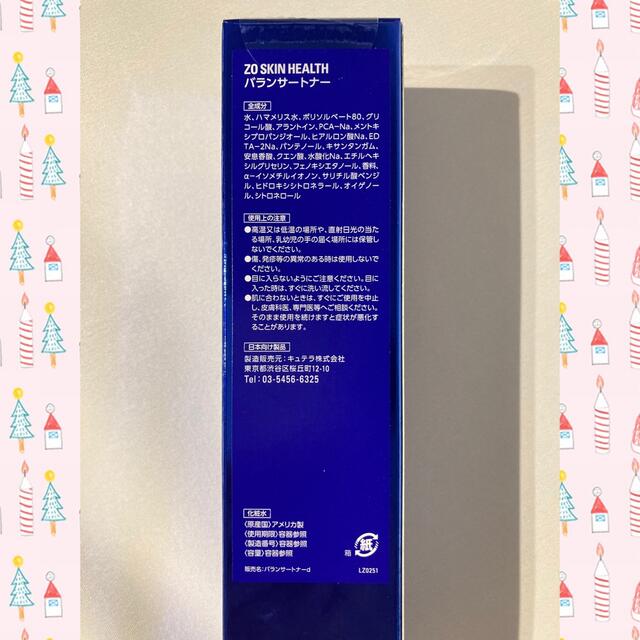 ZO SKIN HEALTH
バランサートナー
全成分
水、ハマメリス水、ポリソルベート80、グリ
コール酸、アラントイン、PCA-Na、メントキ
シプロパンジオール、ヒアルロン酸Na、ED
TA-2Na、パンテノール、キサンタンガム、
安息香酸、クエン酸、水酸化Na、エチルヘキ
シルグリセリン、フェノキシエタノール、香料、
α-イソメチルイオノン、サリチル酸ベンジ
ル、ヒドロキシシトロネラール、オイゲノー
ル、シトロネロール
使用上の注意
●高温又は低温の場所や、直射日光の当た
る場所、乳幼児の手の届く場所には保管し
ないでください。
●傷、発疹等の異常のある時は使用しないで
ください。
●目に入らないようにご注意ください。目に
入った時は、すぐに洗い流してください。
●肌に合わないときは、すぐにご使用を中止
し、皮膚科医、専門医等へご相談ください。
そのまま使用を続けますと症状が悪化す
ることがあります。
日本向け製品
製造販売元：キュテラ株式会社
東京都渋谷区桜丘町12-10
Tel：03-5456-6325
化粧水
〈原産国〉アメリカ製
〈使用期限〉容器参照
〈製造番号〉容器参照
〈容量〉容器参照
箱 紙
販売名：バランサートナーd LZ0251